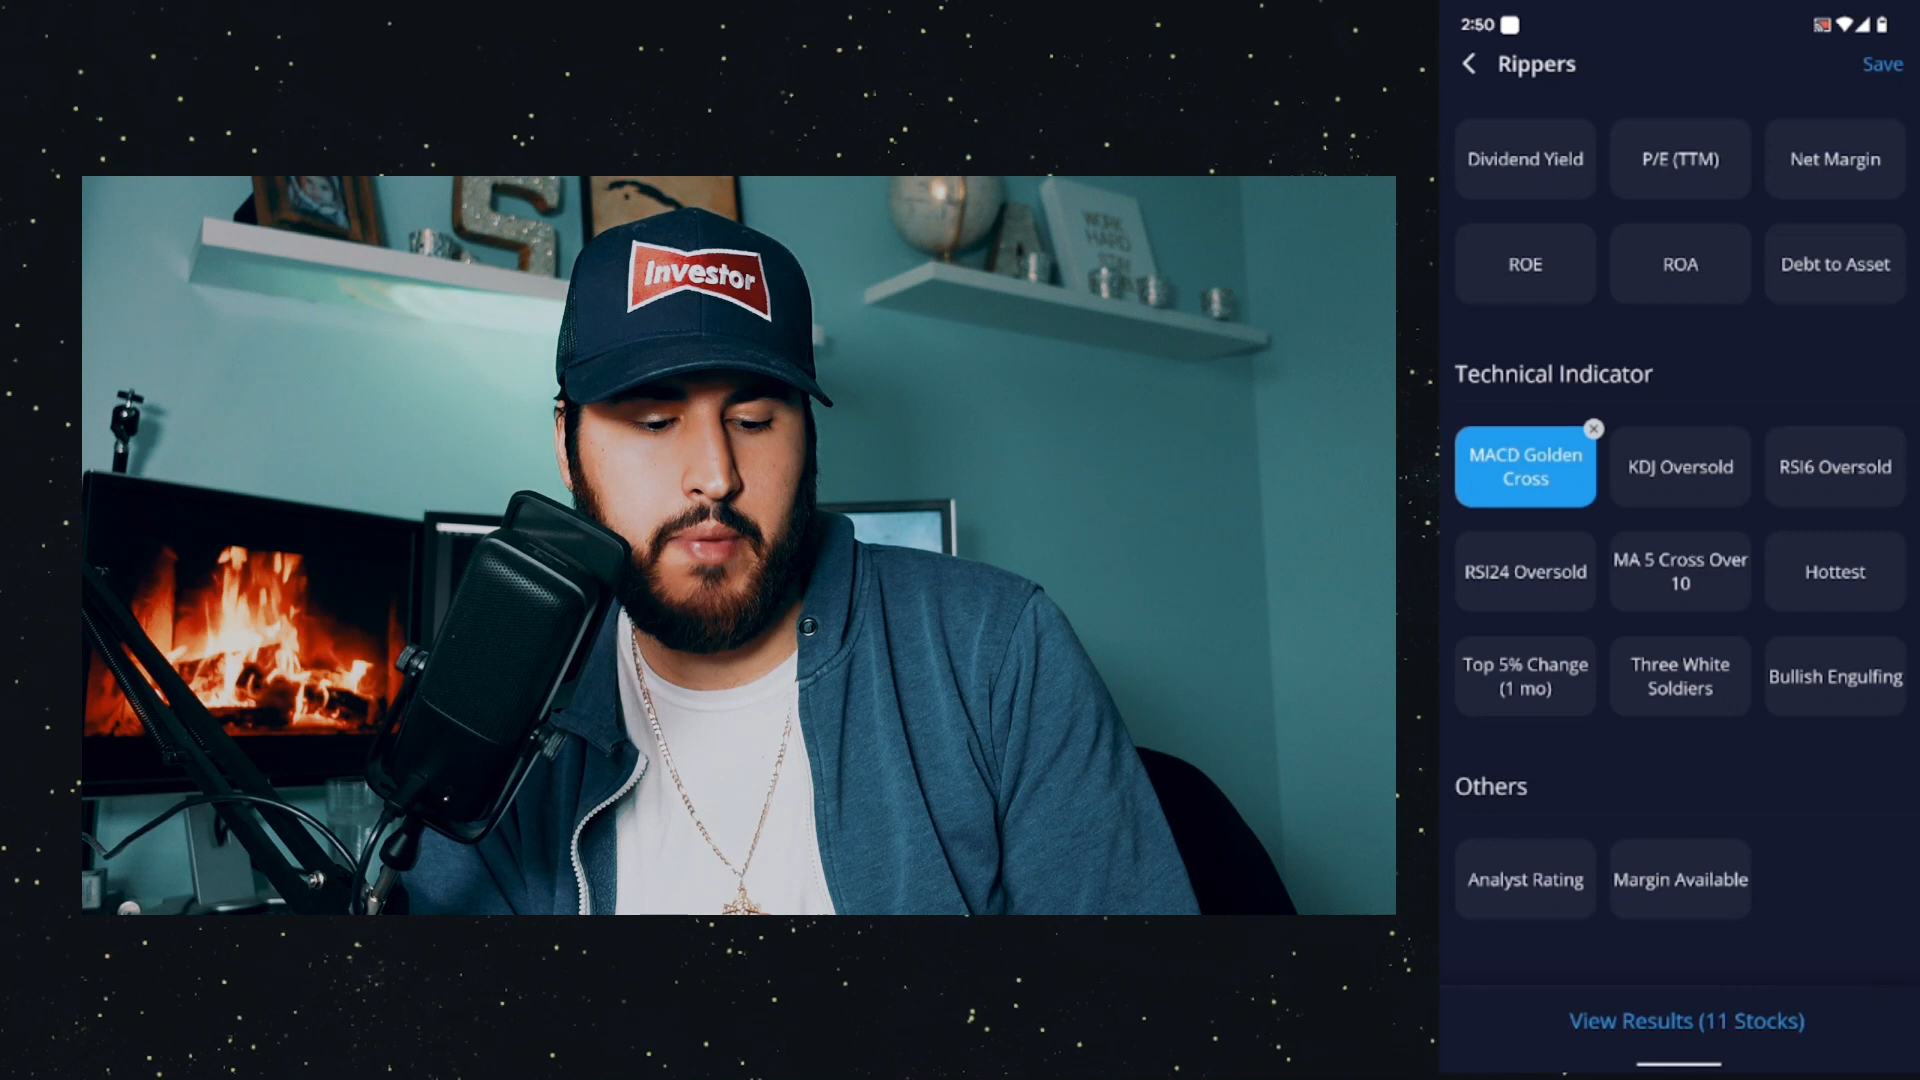 2:50
Rippers
Save
Dividend Yield
P/E (TTM)
Net Margin
ROE
ROA
Debt to Asset
Technical Indicator
MACD Golden
Cross
KDJ Oversold
RSI6 Oversold
RSI24 Oversold
MA 5 Cross Over
10
Hottest
Top 5% Change
(1 mo)
Three White
Soldiers
Bullish Engulfing
Others
Analyst Rating
Margin Available
View Results (11 Stocks)
Investor
S
A
WORK
HARD